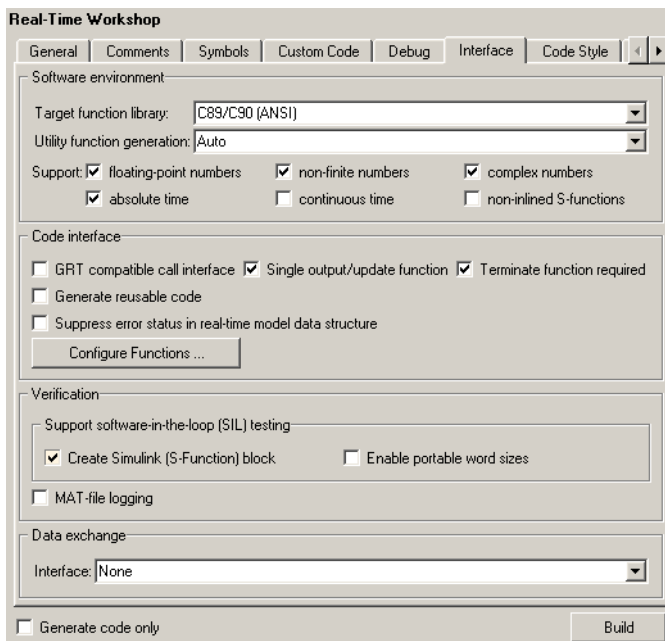 Real-Time Workshop
General Comments Symbols Custom Code Debug Interface Code Style
Software environment
Target function library: C89/C90 (ANSI)
Utility function generation: Auto
Support: floating-point numbers non-finite numbers complex numbers
absolute time continuous time non-inlined S-functions
Code interface
GRT compatible call interface Single output/update function Terminate function required
Generate reusable code
Suppress error status in real-time model data structure
Configure Functions ...
Verification
Support software-in-the-loop (SIL) testing
Create Simulink (S-Function) block Enable portable word sizes
MAT-file logging
Data exchange
Interface: None
Generate code only Build